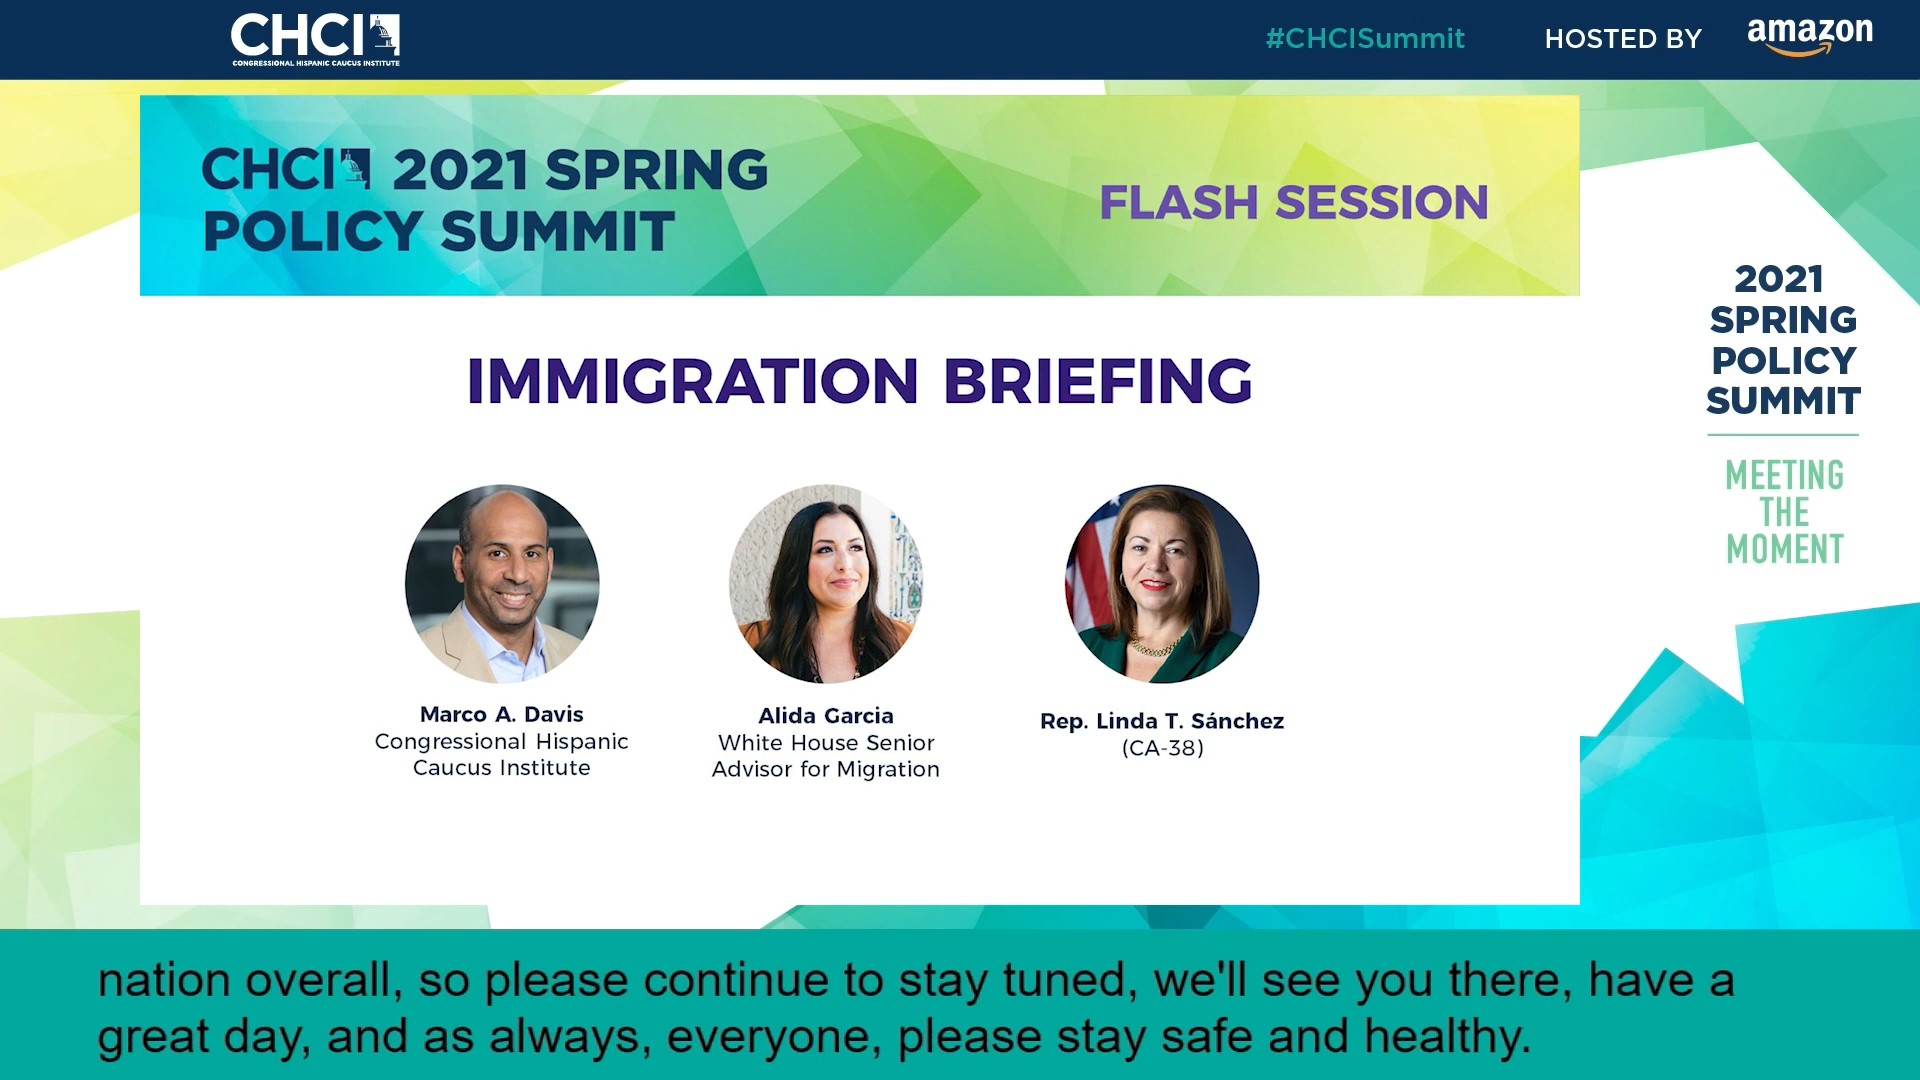 CHCI
CONGRESSIONAL HISPANIC CAUCUS INSTITUTE
#CHCISummit
HOSTED BY
amazon
CHCI 2021 SPRING
POLICY SUMMIT
FLASH SESSION
IMMIGRATION BRIEFING
Marco A. Davis
Congressional Hispanic
Caucus Institute
Alida Garcia
White House Senior
Advisor for Migration
Rep. Linda T. Sánchez
(CA-38)
2021
SPRING
POLICY
SUMMIT
MEETING
THE
MOMENT
nation overall, so please continue to stay tuned, we'll see you there, have a
great day, and as always, everyone, please stay safe and healthy.